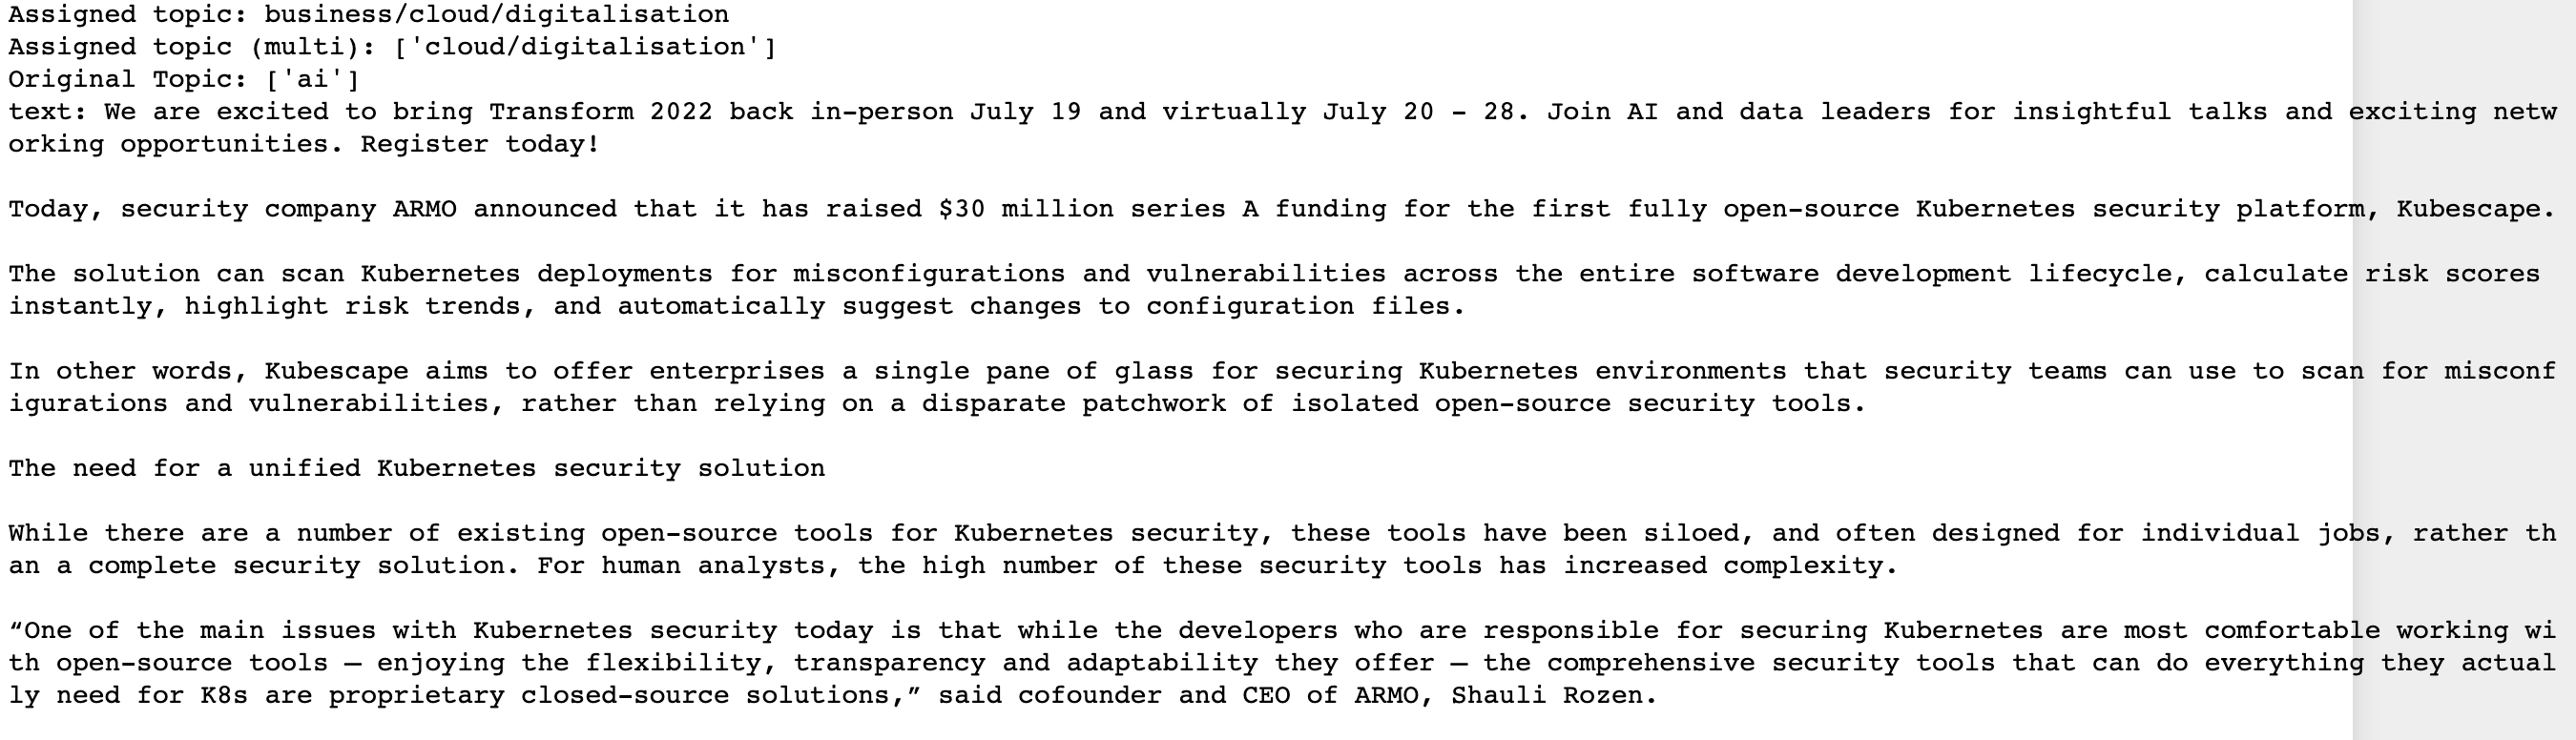 Assigned topic: business/cloud/digitalisation
Assigned topic (multi): ['cloud/digitalisation']
Original Topic: ['ai']
text: We are excited to bring Transform 2022 back in-person July 19 and virtually July 20 – 28. Join AI and data leaders for insightful talks and exciting netw
orking opportunities. Register today!
Today, security company ARMO announced that it has raised $30 million series A funding for the first fully open-source Kubernetes security platform, Kubescape.
The solution can scan Kubernetes deployments for misconfigurations and vulnerabilities across the entire software development lifecycle, calculate risk scores
instantly, highlight risk trends, and automatically suggest changes to configuration files.
In other words, Kubescape aims to offer enterprises a single pane of glass for securing Kubernetes environments that security teams can use to scan for misconf
igurations and vulnerabilities, rather than relying on a disparate patchwork of isolated open-source security tools.
The need for a unified Kubernetes security solution
While there are a number of existing open-source tools for Kubernetes security, these tools have been siloed, and often designed for individual jobs, rather th
an a complete security solution. For human analysts, the high number of these security tools has increased complexity.
“One of the main issues with Kubernetes security today is that while the developers who are responsible for securing Kubernetes are most comfortable working wi
th open-source tools — enjoying the flexibility, transparency and adaptability they offer — the comprehensive security tools that can do everything they actual
ly need for K8s are proprietary closed-source solutions,” said cofounder and CEO of ARMO, Shauli Rozen.